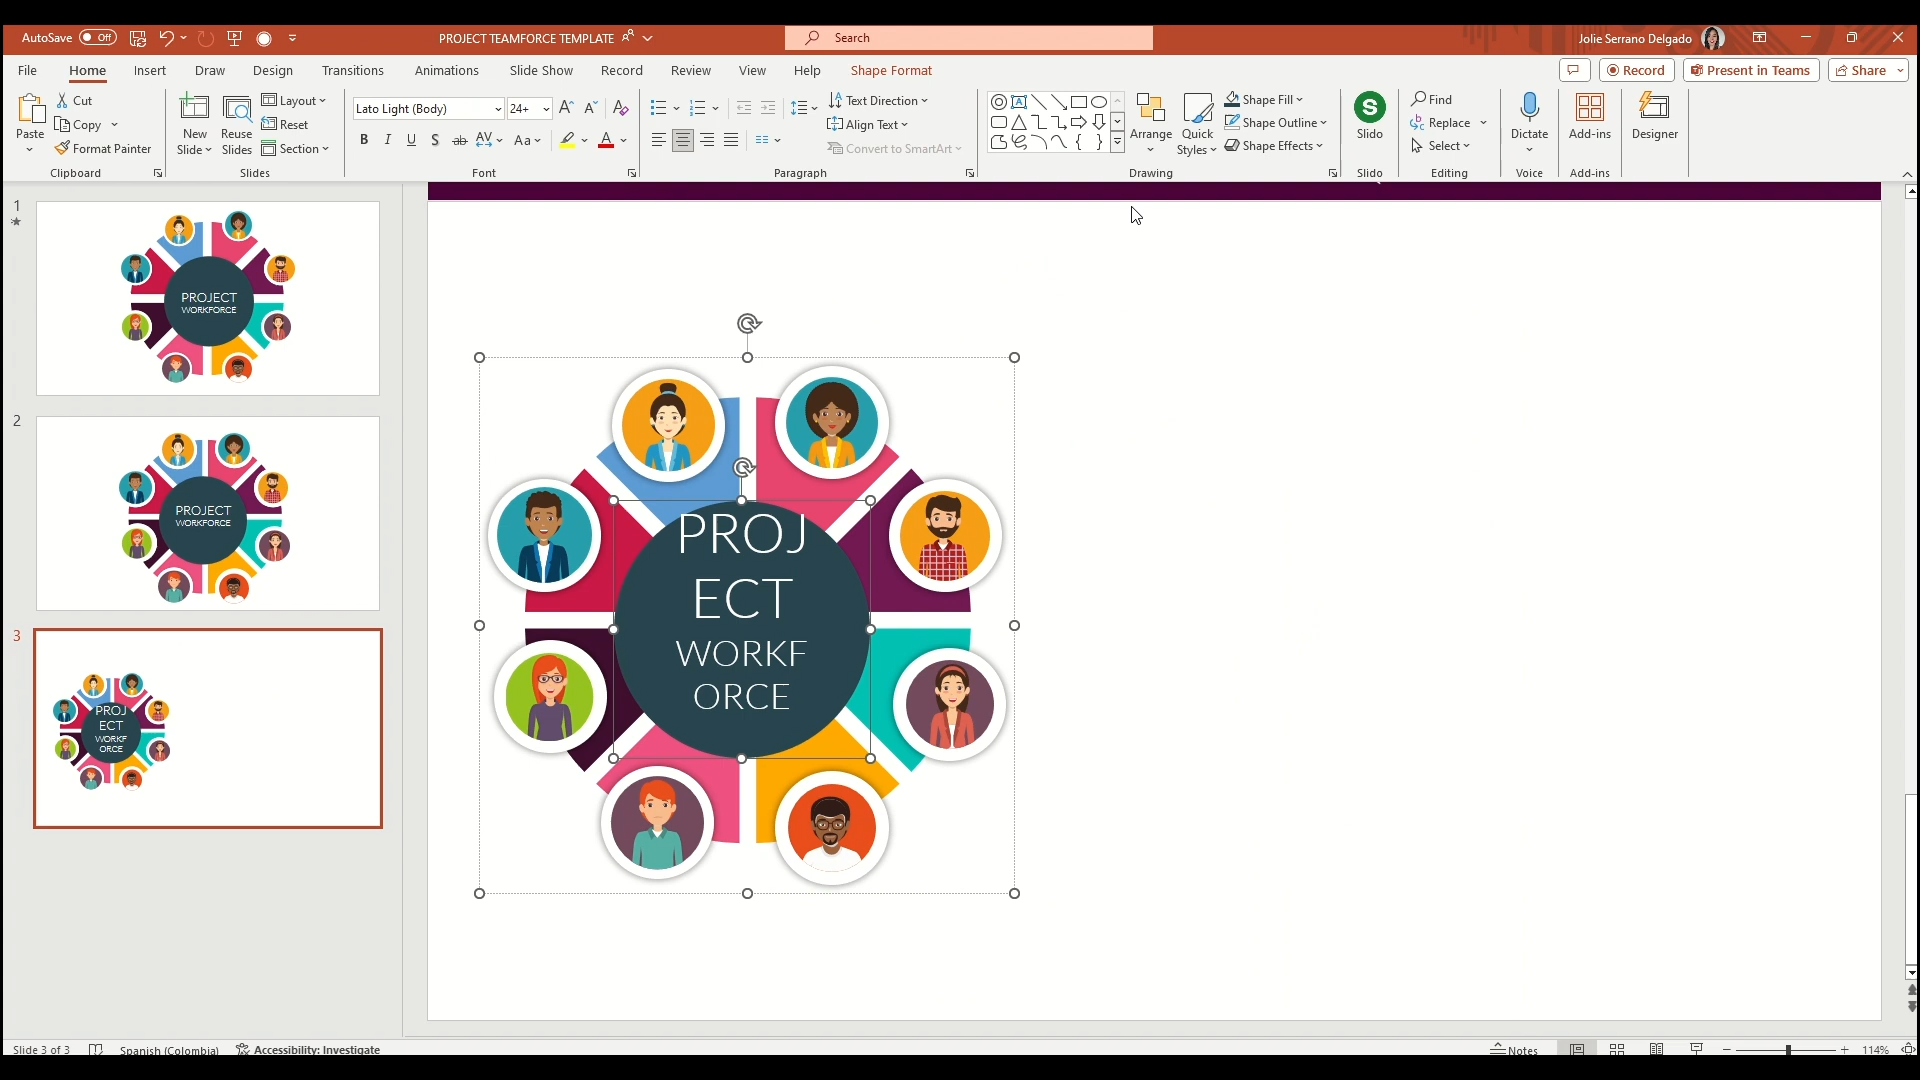 AutoSave Off PROJECT TEAMFORCE TEMPLATE Search Jolie Serrano Delgado
File Home Insert Draw Design Transitions Animations Slide Show Record Review View Help Shape Format Record Present in Teams Share
Paste Cut Copy Format Painter
New Slide Reuse Slides Layout Reset Section
Lato Light (Body) 24+
B I U S ab AV Aa A
Text Direction Align Text Convert to SmartArt
Arrange Quick Styles Shape Fill Shape Outline Shape Effects
S Slido
Find Replace Select
Dictate Add-ins Designer
Clipboard Slides Font Paragraph Drawing Slido Editing Voice Add-ins
1
PROJECT
WORKFORCE
2
PROJECT
WORKFORCE
3
PROJ
ECT
WORKF
ORCE
PROJ
ECT
WORKF
ORCE
Slide 3 of 3 Spanish (Colombia) Accessibility: Investigate Notes 114%